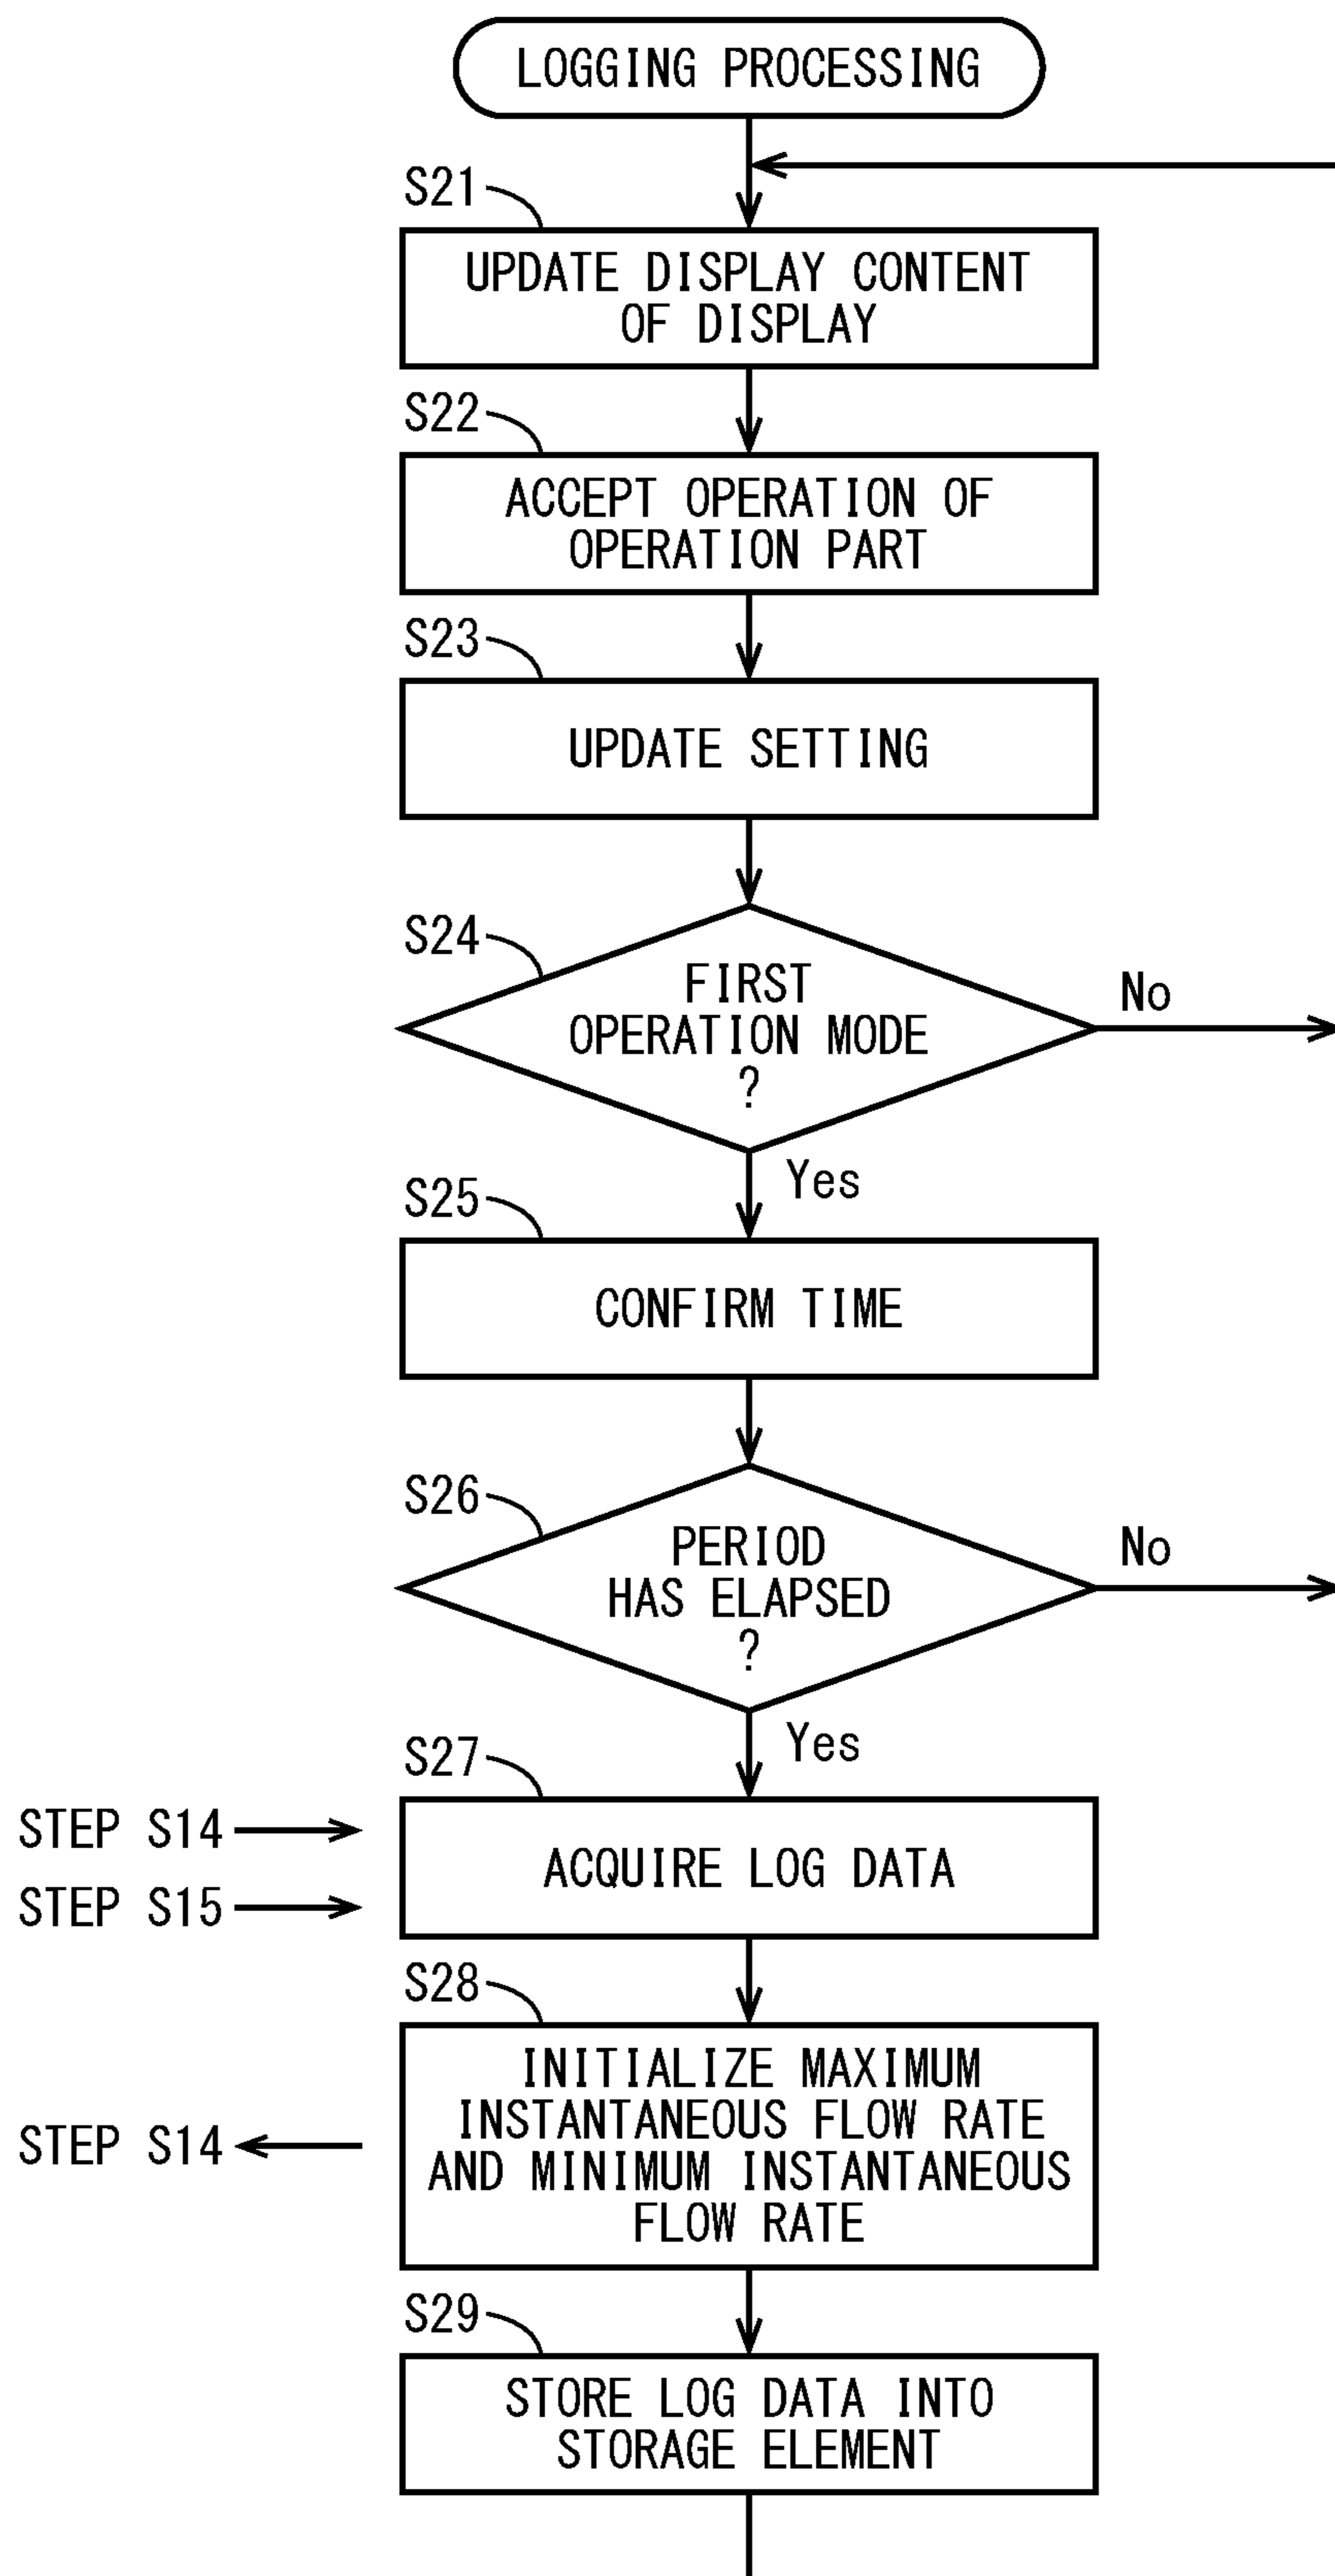 LOGGING PROCESSING
S21
UPDATE DISPLAY CONTENT
OF DISPLAY
S22
ACCEPT OPERATION OF
OPERATION PART
S23
UPDATE SETTING
S24
FIRST
OPERATION MODE
?
No
Yes
S25
CONFIRM TIME
S26
PERIOD
HAS ELAPSED
?
No
Yes
S27
STEP S14
STEP S15
ACQUIRE LOG DATA
S28
STEP S14
INITIALIZE MAXIMUM
INSTANTANEOUS FLOW RATE
AND MINIMUM INSTANTANEOUS
FLOW RATE
S29
STORE LOG DATA INTO
STORAGE ELEMENT